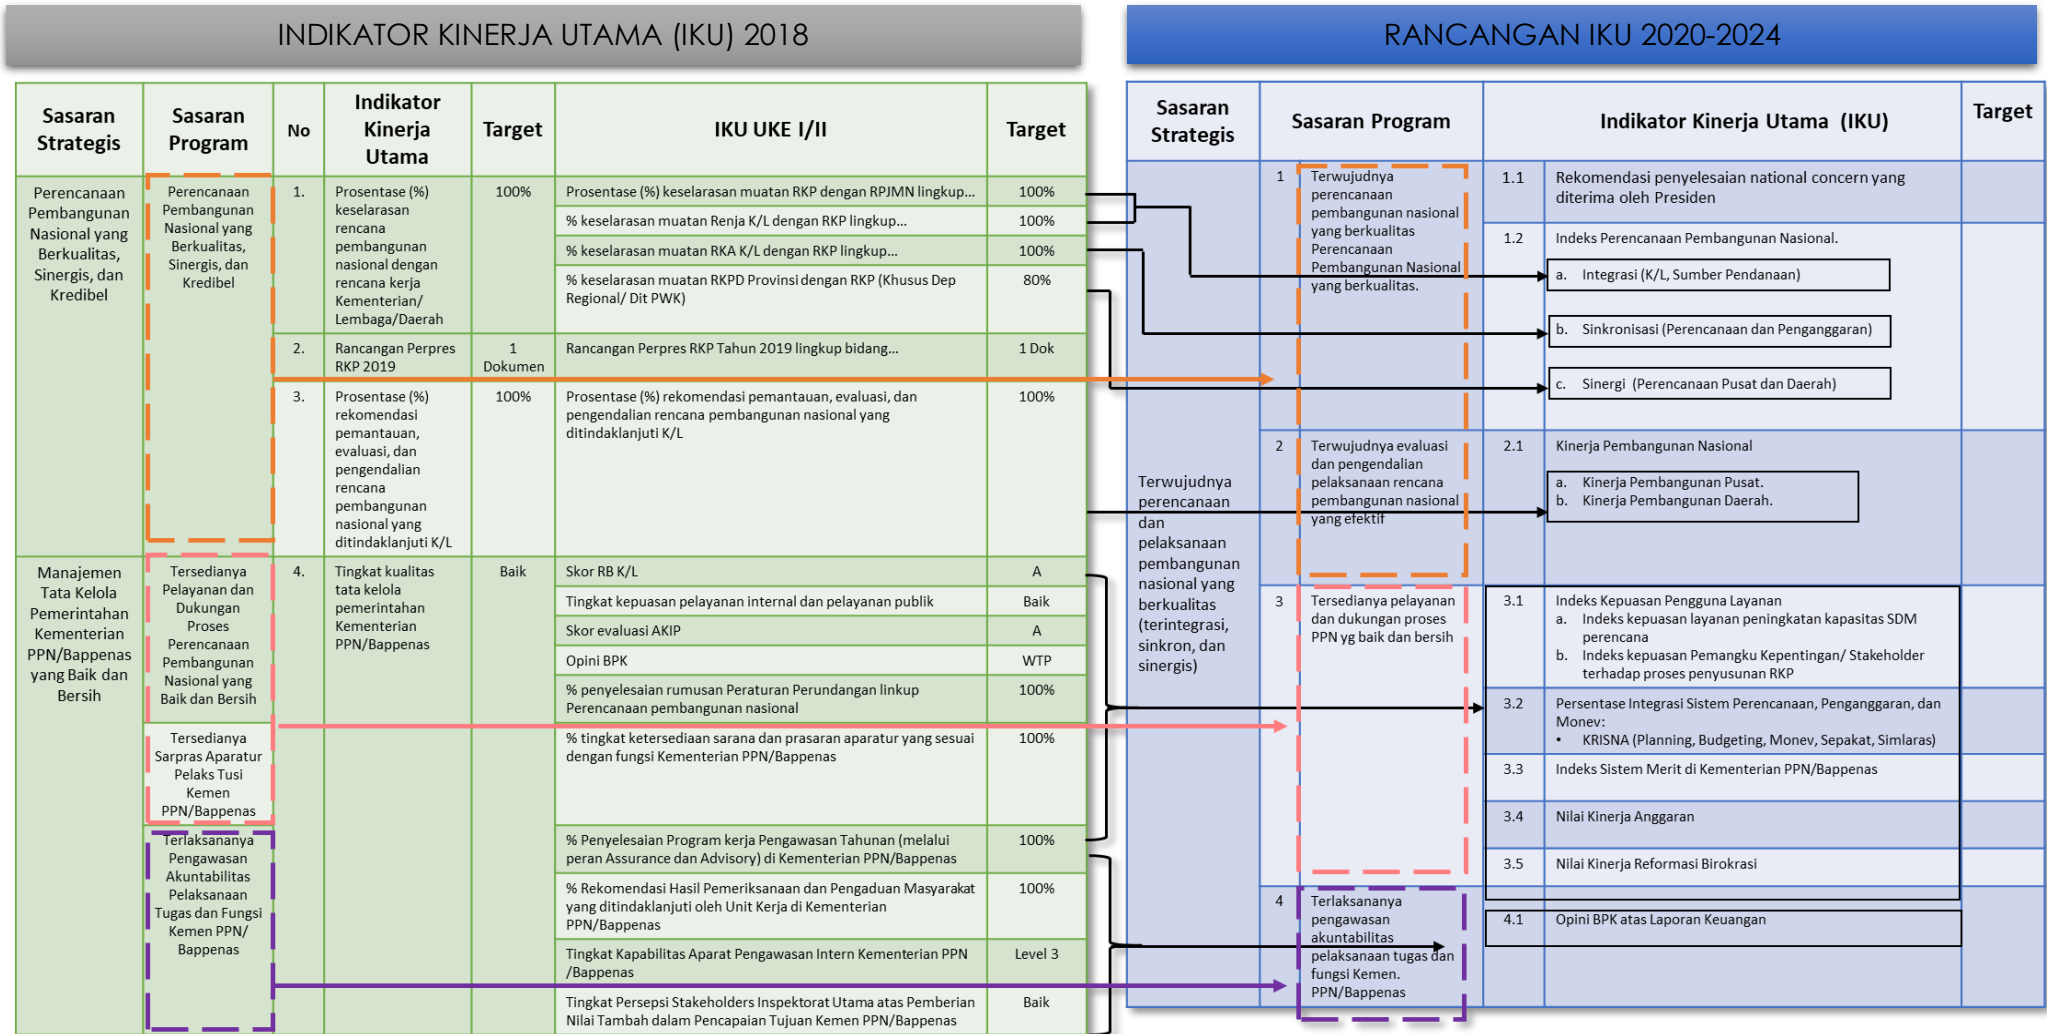 INDIKATOR KINERJA UTAMA (IKU) 2018
Sasaran
Strategis
Sasaran
Program
No
Indikator
Kinerja
Utama
Target
IKU UKE I/II
Target
Perencanaan
Pembangunan
Nasional yang
Berkualitas,
Sinergis, dan
Kredibel
Perencanaan
Pembangunan
Nasional yang
Berkualitas,
Sinergis, dan
Kredibel
1.
Prosentase (%)
keselarasan
rencana
pembangunan
nasional dengan
rencana kerja
Kementerian/
Lembaga/Daerah
100%
Prosentase (%) keselarasan muatan RKP dengan RPJMN lingkup...
100%
% keselarasan muatan Renja K/L dengan RKP lingkup...
100%
% keselarasan muatan RKA K/L dengan RKP lingkup...
100%
% keselarasan muatan RKPD Provinsi dengan RKP (Khusus Dep
Regional/ Dit PWK)
80%
2.
Rancangan Perpres
RKP 2019
1
Dokumen
Rancangan Perpres RKP Tahun 2019 lingkup bidang...
1 Dok
3.
Prosentase (%)
rekomendasi
pemantauan,
evaluasi, dan
pengendalian
rencana
pembangunan
nasional yang
ditindaklanjuti K/L
100%
Prosentase (%) rekomendasi pemantauan, evaluasi, dan
pengendalian rencana pembangunan nasional yang
ditindaklanjuti K/L
100%
Manajemen
Tata Kelola
Pemerintahan
Kementerian
PPN/Bappenas
yang Baik dan
Bersih
Tersedianya
Pelayanan dan
Dukungan
Proses
Perencanaan
Pembangunan
Nasional yang
Baik dan Bersih
4.
Tingkat kualitas
tata kelola
pemerintahan
Kementerian
PPN/Bappenas
Baik
Skor RB K/L
A
Tingkat kepuasan pelayanan internal dan pelayanan publik
Baik
Skor evaluasi AKIP
A
Opini BPK
WTP
% penyelesaian rumusan Peraturan Perundangan linkup
Perencanaan pembangunan nasional
100%
Tersedianya
Sarpras Aparatur
Pelaks Tusi
Kemen
PPN/Bappenas
% tingkat ketersediaan sarana dan prasaran aparatur yang sesuai
dengan fungsi Kementerian PPN/Bappenas
100%
Terlaksananya
Pengawasan
Akuntabilitas
Pelaksanaan
Tugas dan Fungsi
Kemen PPN/
Bappenas
% Penyelesaian Program kerja Pengawasan Tahunan (melalui
peran Assurance dan Advisory) di Kementerian PPN/Bappenas
100%
% Rekomendasi Hasil Pemeriksaan dan Pengaduan Masyarakat
yang ditindaklanjuti oleh Unit Kerja di Kementerian
PPN/Bappenas
100%
Tingkat Kapabilitas Aparat Pengawasan Intern Kementerian PPN
/Bappenas
Level 3
Tingkat Persepsi Stakeholders Inspektorat Utama atas Pemberian
Nilai Tambah dalam Pencapaian Tujuan Kemen PPN/Bappenas
Baik
RANCANGAN IKU 2020-2024
Sasaran
Strategis
Sasaran Program
Indikator Kinerja Utama (IKU)
Target
Terwujudnya
perencanaan
dan
pelaksanaan
pembangunan
nasional yang
berkualitas
(terintegrasi,
sinkron, dan
sinergis)
1
Terwujudnya
perencanaan
pembangunan nasional
yang berkualitas
Perencanaan
Pembangunan Nasional
yang berkualitas.
1.1
Rekomendasi penyelesaian national concern yang
diterima oleh Presiden
1.2
Indeks Perencanaan Pembangunan Nasional.
a. Integrasi (K/L, Sumber Pendanaan)
b. Sinkronisasi (Perencanaan dan Penganggaran)
c. Sinergi (Perencanaan Pusat dan Daerah)
2
Terwujudnya evaluasi
dan pengendalian
pelaksanaan rencana
pembangunan nasional
yang efektif
2.1
Kinerja Pembangunan Nasional
a. Kinerja Pembangunan Pusat.
b. Kinerja Pembangunan Daerah.
3
Tersedianya pelayanan
dan dukungan proses
PPN yg baik dan bersih
3.1
Indeks Kepuasan Pengguna Layanan
a. Indeks kepuasan layanan peningkatan kapasitas SDM
perencana
b. Indeks kepuasan Pemangku Kepentingan/ Stakeholder
terhadap proses penyusunan RKP
3.2
Persentase Integrasi Sistem Perencanaan, Penganggaran, dan
Monev:
• KRISNA (Planning, Budgeting, Monev, Sepakat, Simlaras)
3.3
Indeks Sistem Merit di Kementerian PPN/Bappenas
3.4
Nilai Kinerja Anggaran
3.5
Nilai Kinerja Reformasi Birokrasi
4
Terlaksananya
pengawasan
akuntabilitas
pelaksanaan tugas dan
fungsi Kemen.
PPN/Bappenas
4.1
Opini BPK atas Laporan Keuangan